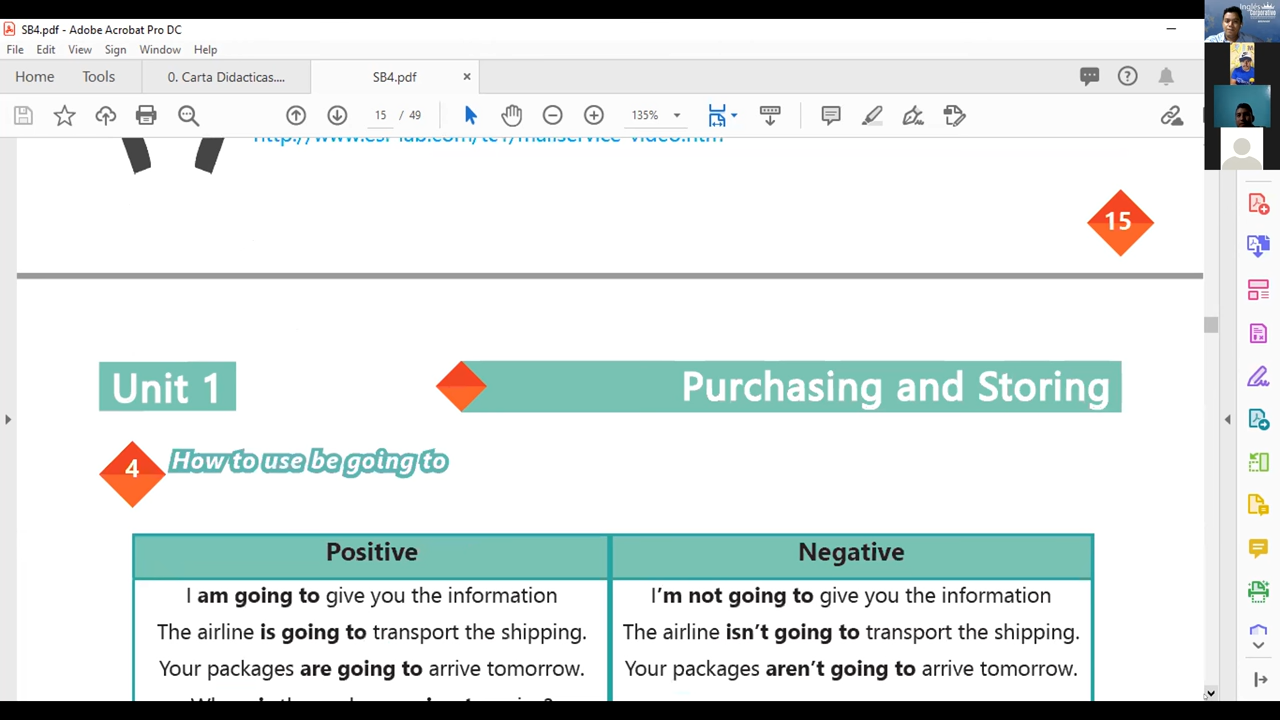 SB4.pdf - Adobe Acrobat Pro DC
Inglés
Corporation
File Edit View Sign Window Help
Home Tools 0. Carta Didacticas.... SB4.pdf ×
15 / 49 135%
15
Unit 1 Purchasing and Storing
4 How to use be going to
Positive Negative
I am going to give you the information I'm not going to give you the information
The airline is going to transport the shipping. The airline isn't going to transport the shipping.
Your packages are going to arrive tomorrow. Your packages aren't going to arrive tomorrow.